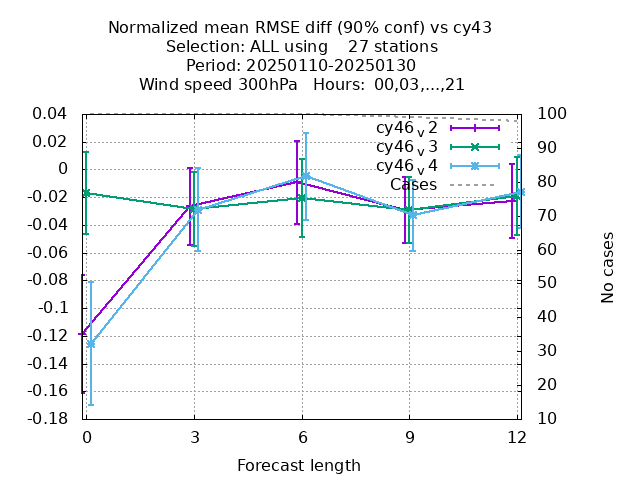 Normalized mean RMSE diff (90% conf) vs cy43
Selection: ALL using    27 stations
Period: 20250110-20250130
Wind speed 300hPa   Hours: 00,03,...,21
0.04
0.02
0
-0.02
-0.04
-0.06
-0.08
-0.1
-0.12
-0.14
-0.16
-0.18
cy46v2
cy46v3
cy46v4
Cases
100
90
80
70
60
50
40
30
20
10
No cases
0 3 6 9 12
Forecast length